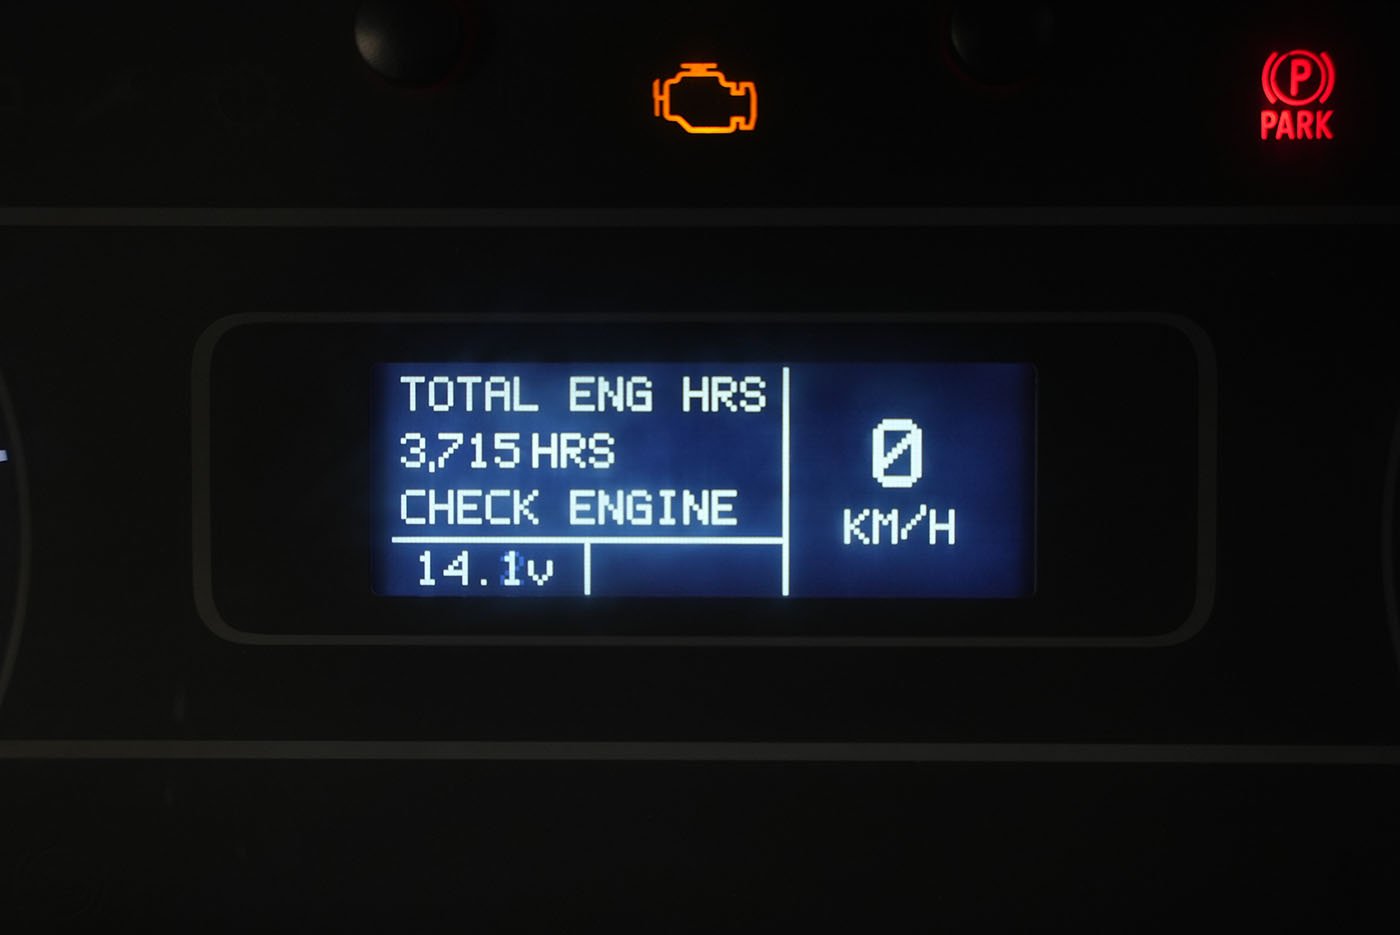 P
PARK
TOTAL ENG HRS
3,715 HRS
CHECK ENGINE
14.1v
0
KM/H